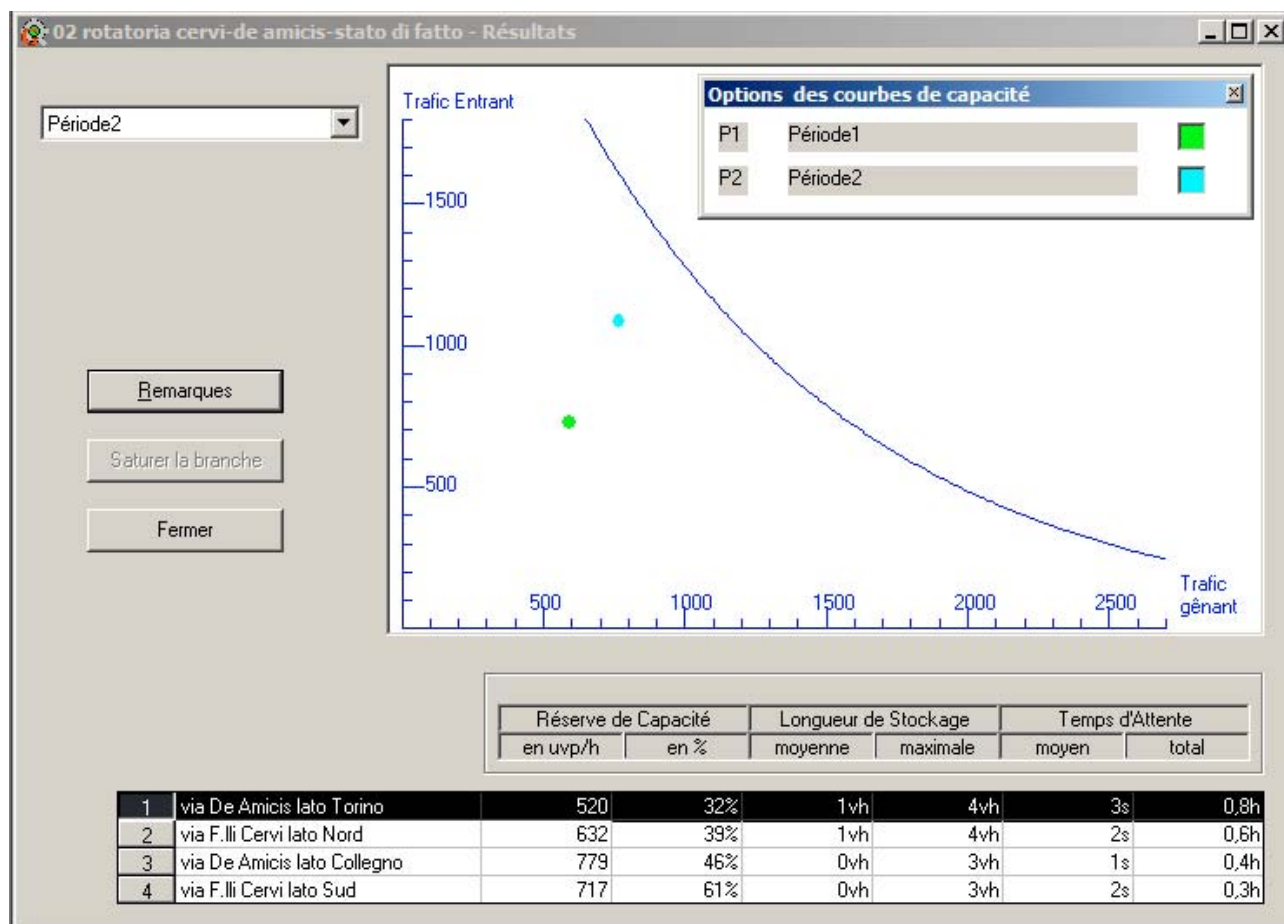 02 rotatoria cervi-de amicis-stato di fatto - Résultats
Période2
Remarques
Saturer la branche
Fermer
Trafic Entrant
1500
1000
500
500 1000 1500 2000 2500
Trafic
gênant
Options des courbes de capacité
P1 Période1
P2 Période2
Réserve de Capacité Longueur de Stockage Temps d'Attente
en uvp/h en % moyenne maximale moyen total
1 via De Amicis lato Torino 520 32% 1vh 4vh 3s 0,8h
2 via F.lli Cervi lato Nord 632 39% 1vh 4vh 2s 0,6h
3 via De Amicis lato Collegno 779 46% 0vh 3vh 1s 0,4h
4 via F.lli Cervi lato Sud 717 61% 0vh 3vh 2s 0,3h